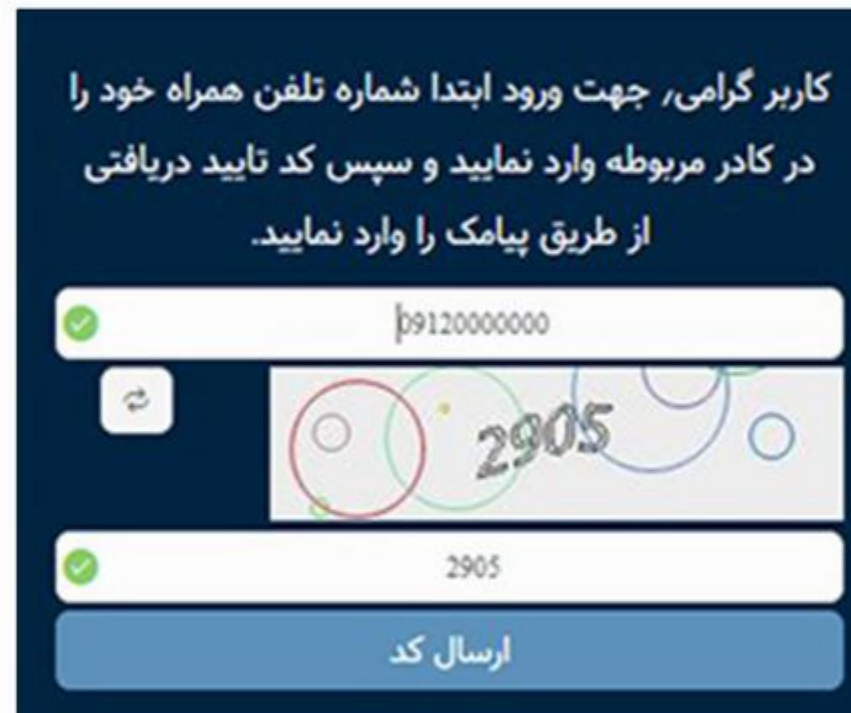 کاربر گرامی، جهت ورود ابتدا شماره تلفن همراه خود را
در کادر مربوطه وارد نمایید و سپس کد تایید دریافتی
از طریق پیامک را وارد نمایید.
09120000000
2905
2905
ارسال کد